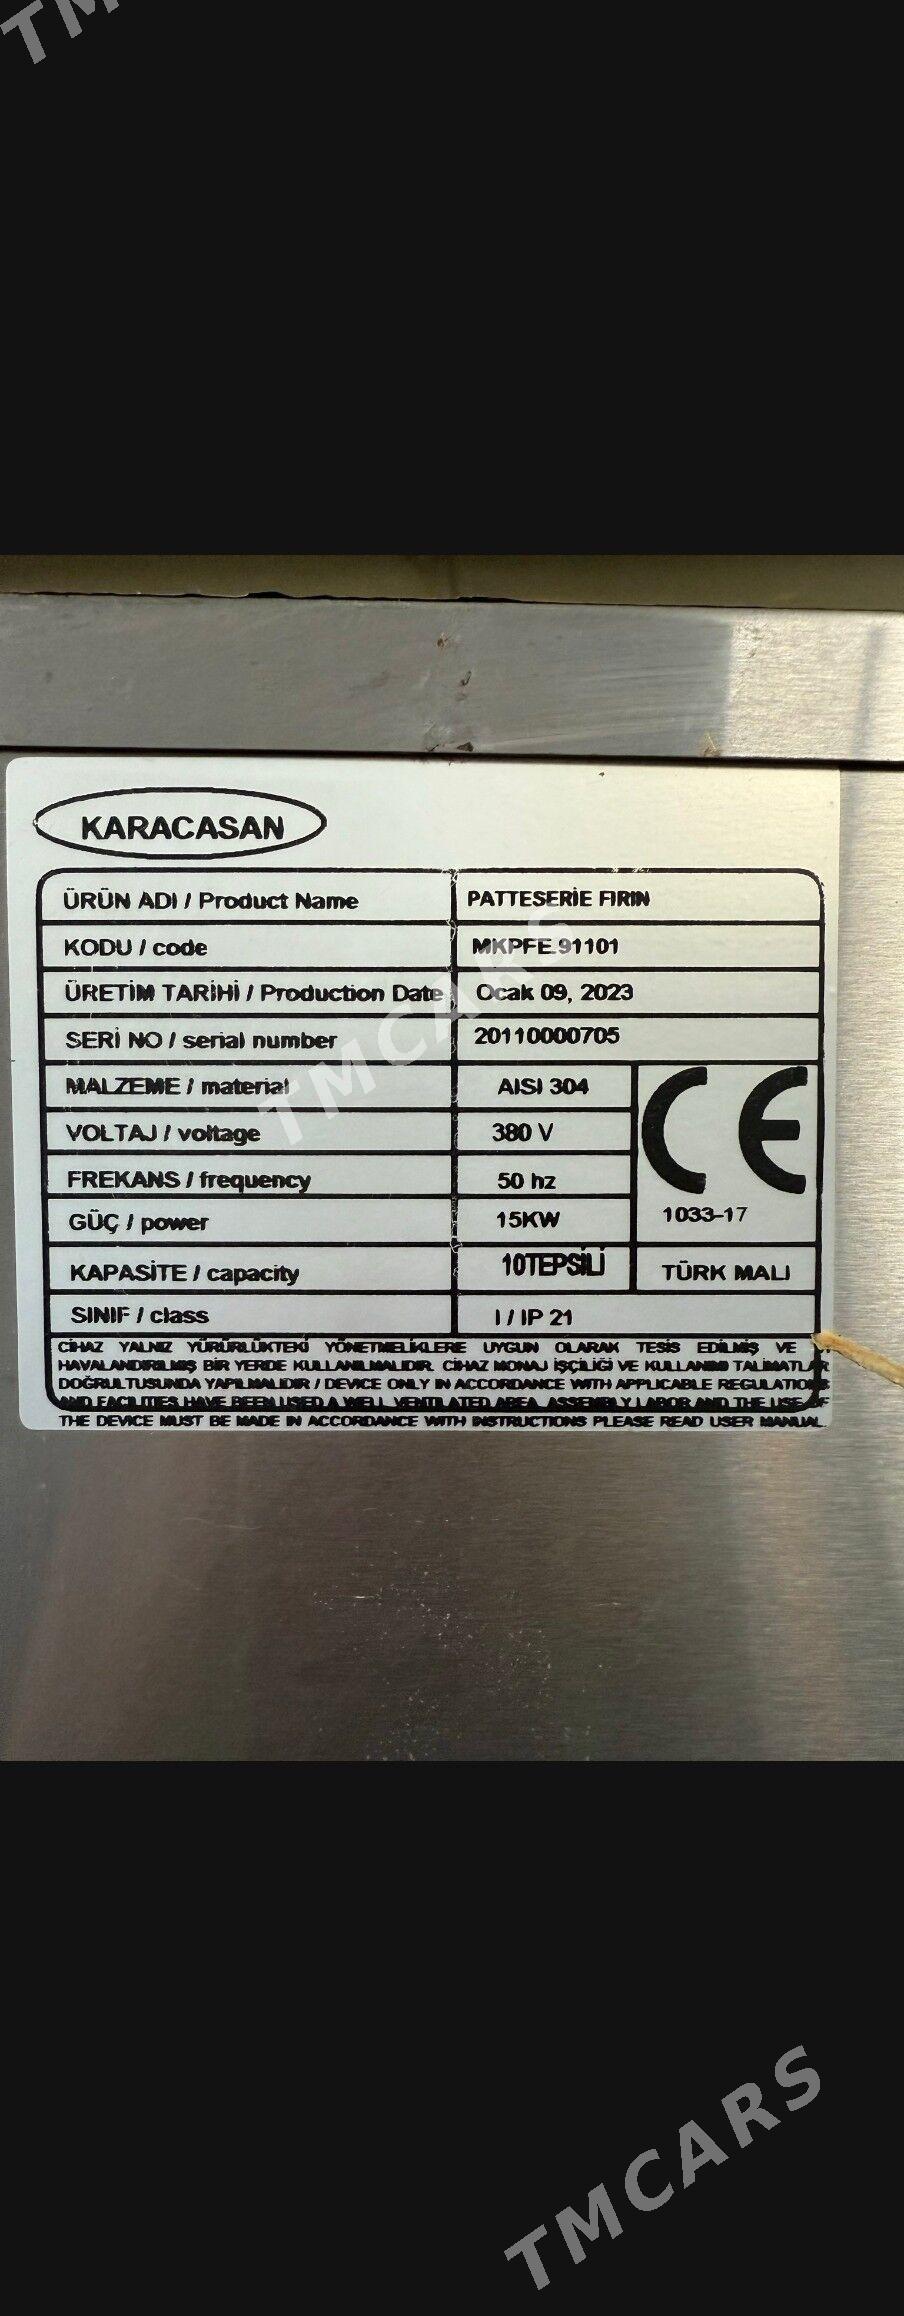 TM
KARACASAN
ÜRÜN ADI / Product Name PATTESERİE FIRIN
KODU / code MKPFE.91101
ÜRETİM TARİHİ / Production Date Ocak 09, 2023
SERİ NO / serial number 20110000705
MALZEME / material AISI 304
VOLTAJ / voltage 380 V
CE
FREKANS / frequency 50 hz
GÜÇ / power 15KW 1033-17
KAPASİTE / capacity 10TEPSİLİ TÜRK MALI
SINIF / class I / IP 21
CİHAZ YALNIZ YÜRÜRLÜKTEKİ YÖNETMELİKLERE UYGUN OLARAK TESİS EDİLMİŞ VE
HAVALANDIRILMIŞ BİR YERDE KULLANILMALIDIR. CİHAZ MONAJ İŞÇİLİĞİ VE KULLANIMI TALİMATLAR
DOĞRULTUSUNDA YAPILMALIDIR / DEVICE ONLY IN ACCORDANCE WITH APPLICABLE REGULATIONS
AND FACILITIES HAVE BEEN USED A WELL VENTILATED AREA. ASSEMBLY LABOR AND THE USE OF
THE DEVICE MUST BE MADE IN ACCORDANCE WITH INSTRUCTIONS PLEASE READ USER MANUAL.
TMCARS
TMCARS